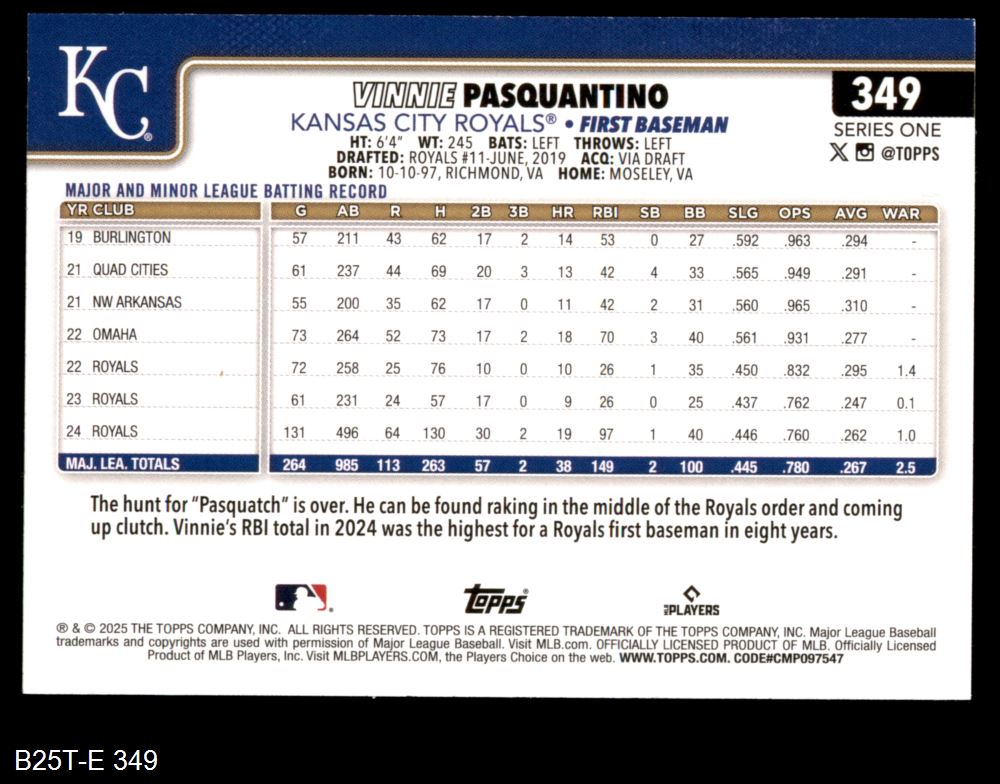 KC
VINNIE PASQUANTINO
349
KANSAS CITY ROYALS® • FIRST BASEMAN
SERIES ONE
HT: 6'4" WT: 245 BATS: LEFT THROWS: LEFT
@TOPPS
DRAFTED: ROYALS #11-JUNE, 2019 ACQ: VIA DRAFT
BORN: 10-10-97, RICHMOND, VA HOME: MOSELEY, VA
MAJOR AND MINOR LEAGUE BATTING RECORD
YR CLUB G AB R H 2B 3B HR RBI SB BB SLG OPS AVG WAR
19 BURLINGTON 57 211 43 62 17 2 14 53 0 27 .592 .963 .294 -
21 QUAD CITIES 61 237 44 69 20 3 13 42 4 33 .565 .949 .291 -
21 NW ARKANSAS 55 200 35 62 17 0 11 42 2 31 .560 .965 .310 -
22 OMAHA 73 264 52 73 17 2 18 70 3 40 .561 .931 .277 -
22 ROYALS 72 258 25 76 10 0 10 26 1 35 .450 .832 .295 1.4
23 ROYALS 61 231 24 57 17 0 9 26 0 25 .437 .762 .247 0.1
24 ROYALS 131 496 64 130 30 2 19 97 1 40 .446 .760 .262 1.0
MAJ. LEA. TOTALS 264 985 113 263 57 2 38 149 2 100 .445 .780 .267 2.5
The hunt for "Pasquatch" is over. He can be found raking in the middle of the Royals order and coming
up clutch. Vinnie's RBI total in 2024 was the highest for a Royals first baseman in eight years.
Topps
MLB PLAYERS
® & © 2025 THE TOPPS COMPANY, INC. ALL RIGHTS RESERVED. TOPPS IS A REGISTERED TRADEMARK OF THE TOPPS COMPANY, INC. Major League Baseball
trademarks and copyrights are used with permission of Major League Baseball. Visit MLB.com. OFFICIALLY LICENSED PRODUCT OF MLB. Officially Licensed
Product of MLB Players, Inc. Visit MLBPLAYERS.COM, the Players Choice on the web. WWW.TOPPS.COM. CODE#CMP097547
B25T-E 349